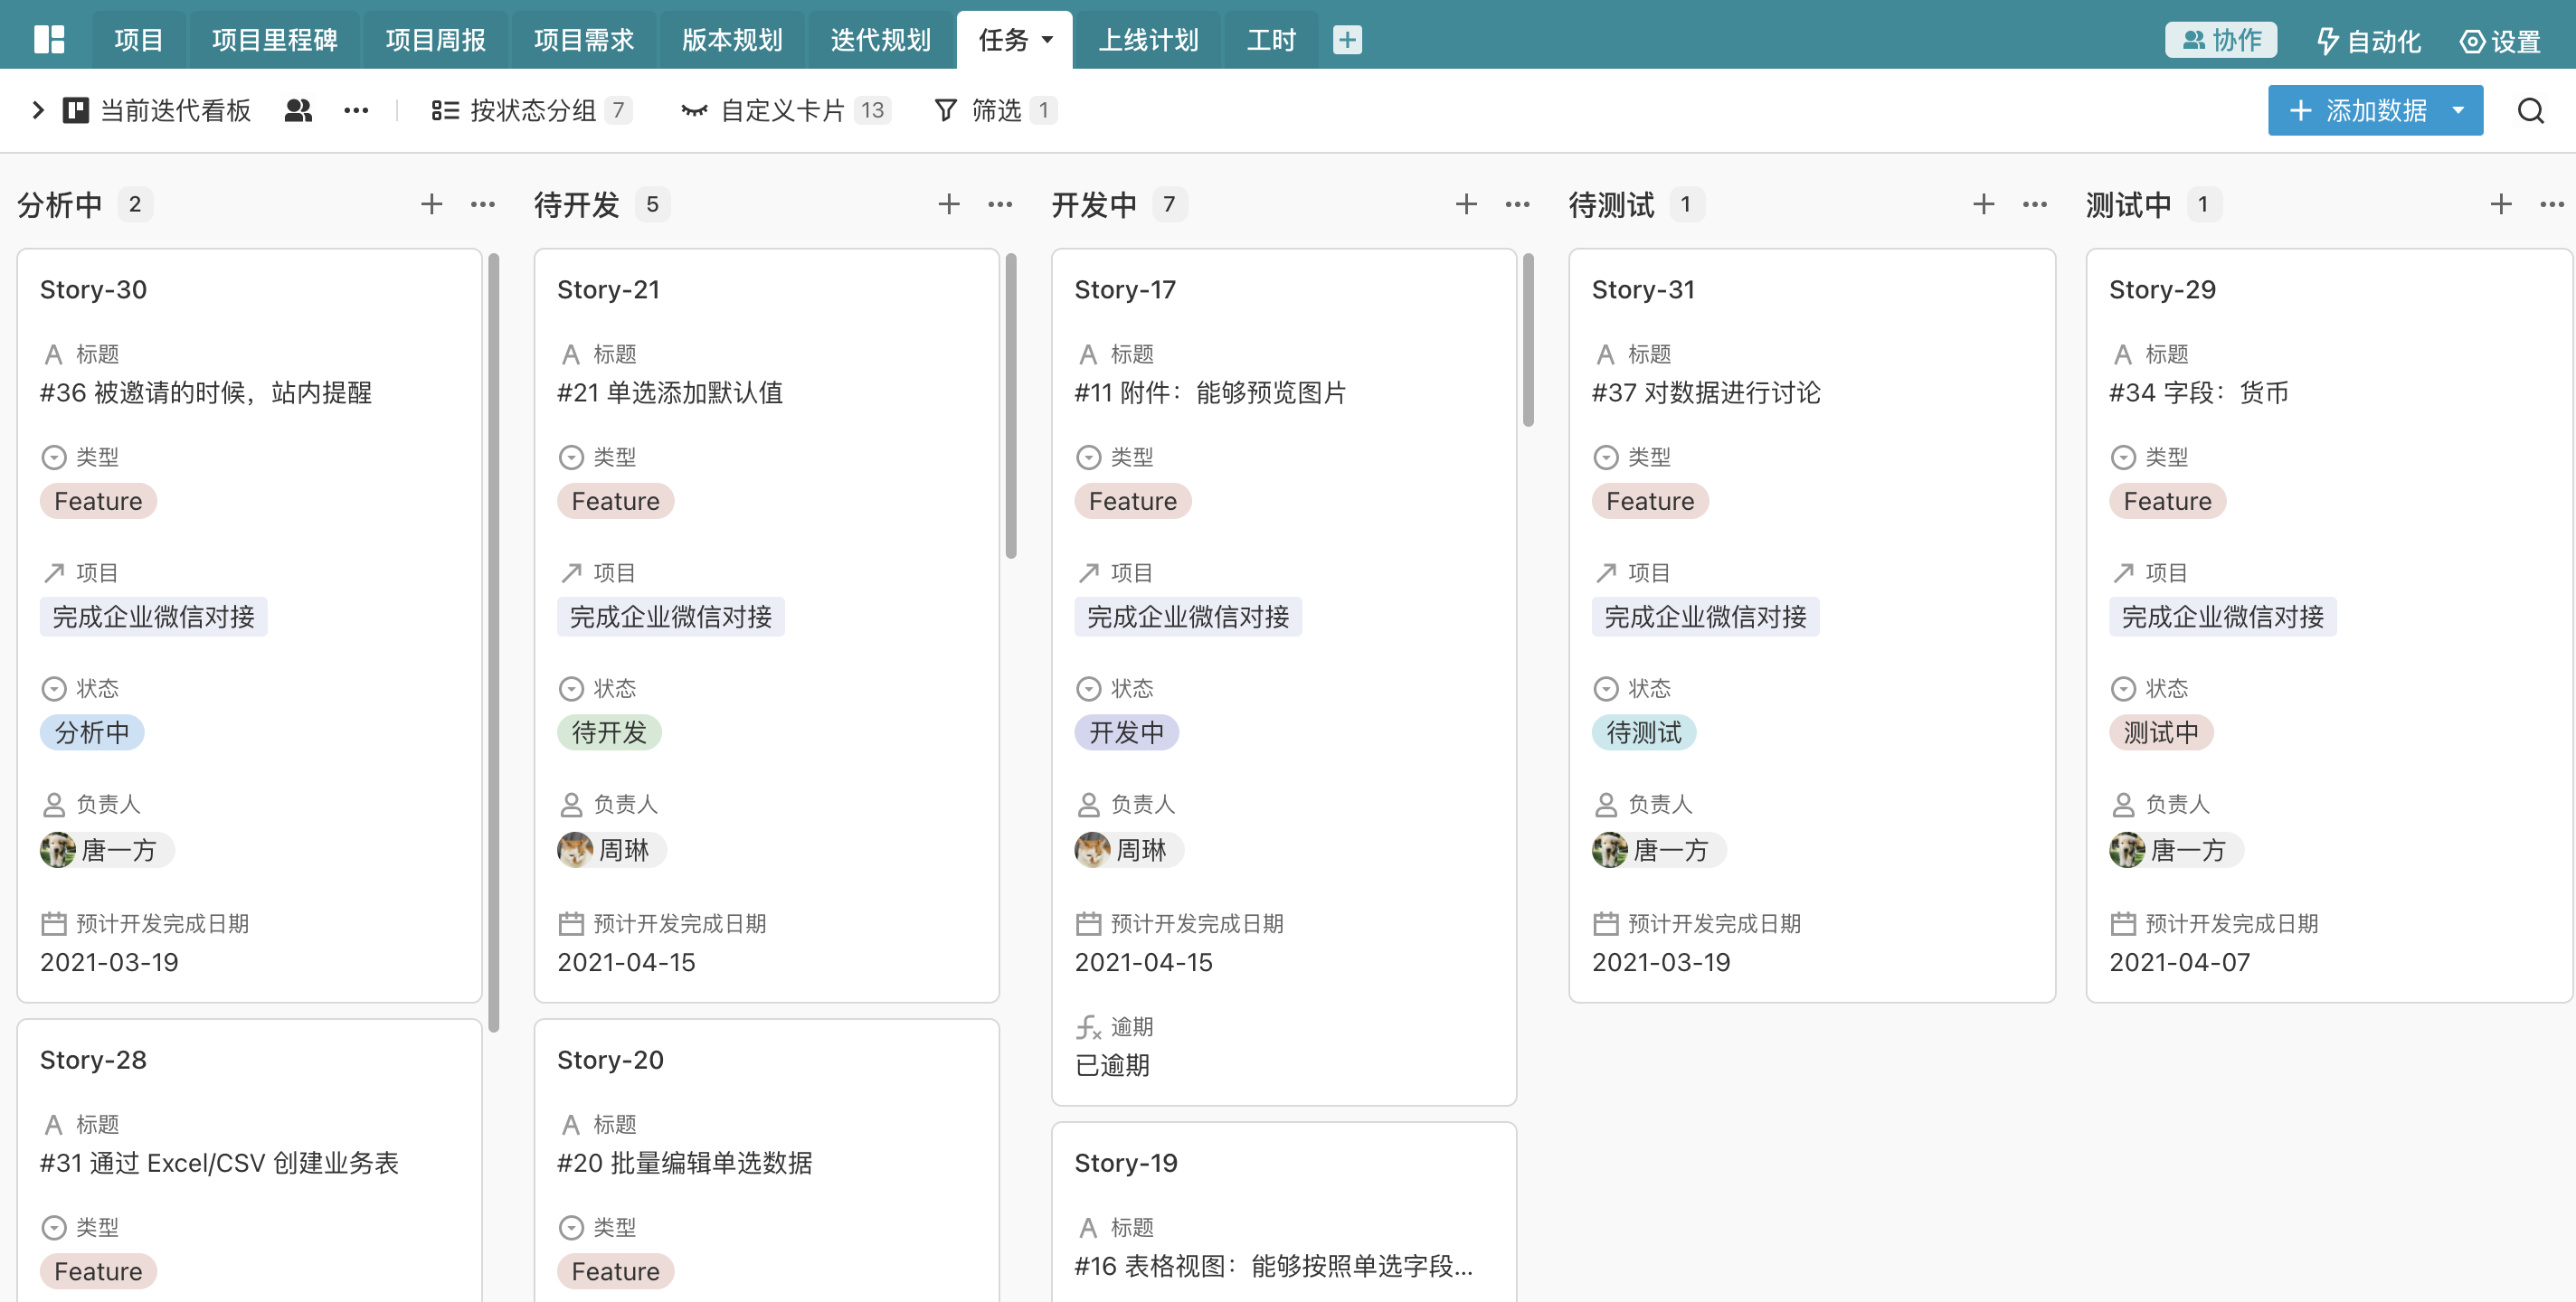 项目 项目里程碑 项目周报 项目需求 版本规划 迭代规划 任务 上线计划 工时 协作 自动化 设置
当前迭代看板 按状态分组 7 自定义卡片 13 筛选 1 添加数据
分析中 2
Story-30
标题
#36 被邀请的时候，站内提醒
类型
Feature
项目
完成企业微信对接
状态
分析中
负责人
唐一方
预计开发完成日期
2021-03-19
Story-28
标题
#31 通过 Excel/CSV 创建业务表
类型
Feature
待开发 5
Story-21
标题
#21 单选添加默认值
类型
Feature
项目
完成企业微信对接
状态
待开发
负责人
周琳
预计开发完成日期
2021-04-15
Story-20
标题
#20 批量编辑单选数据
类型
Feature
开发中 7
Story-17
标题
#11 附件：能够预览图片
类型
Feature
项目
完成企业微信对接
状态
开发中
负责人
周琳
预计开发完成日期
2021-04-15
逾期
已逾期
Story-19
标题
#16 表格视图：能够按照单选字段...
待测试 1
Story-31
标题
#37 对数据进行讨论
类型
Feature
项目
完成企业微信对接
状态
待测试
负责人
唐一方
预计开发完成日期
2021-03-19
测试中 1
Story-29
标题
#34 字段：货币
类型
Feature
项目
完成企业微信对接
状态
测试中
负责人
唐一方
预计开发完成日期
2021-04-07